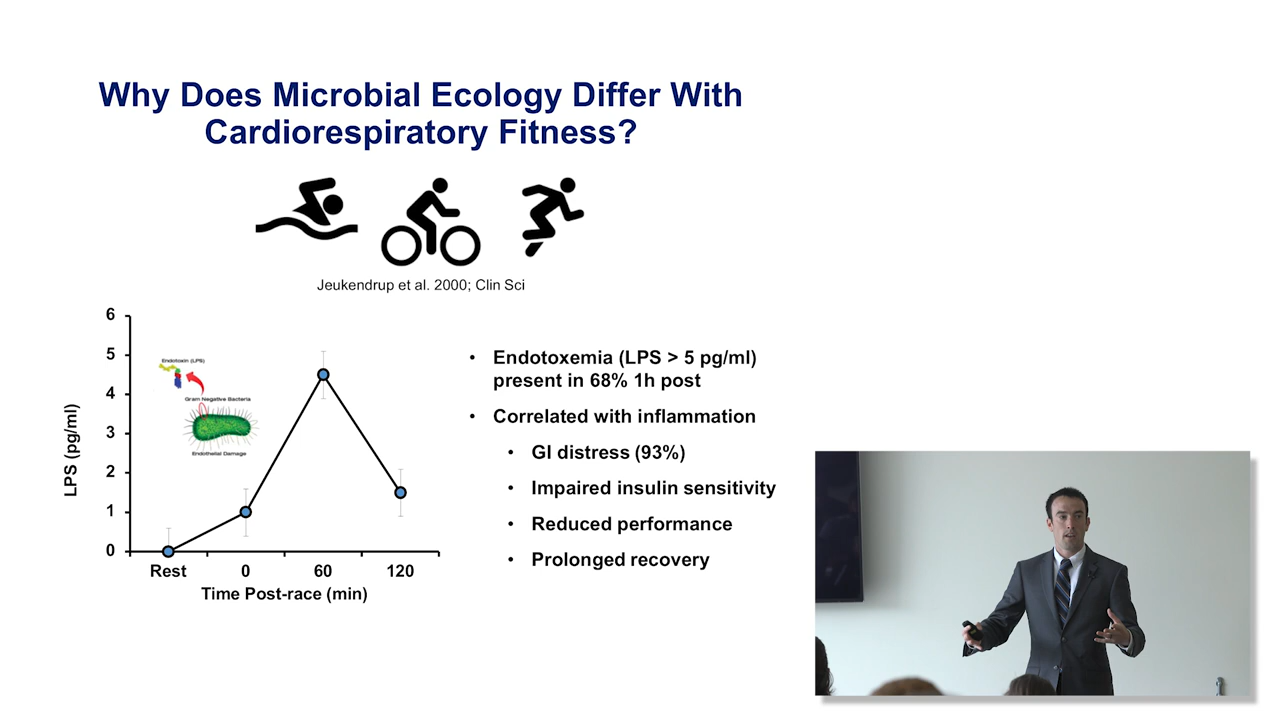 Why Does Microbial Ecology Differ With
Cardiorespiratory Fitness?
Jeukendrup et al. 2000; Clin Sci
6
5
4
3
2
1
0
LPS (pg/ml)
Endotoxin (LPS)
Gram Negative Bacteria
Endothelial Damage
Rest 0 60 120
Time Post-race (min)
• Endotoxemia (LPS > 5 pg/ml)
present in 68% 1h post
• Correlated with inflammation
• GI distress (93%)
• Impaired insulin sensitivity
• Reduced performance
• Prolonged recovery